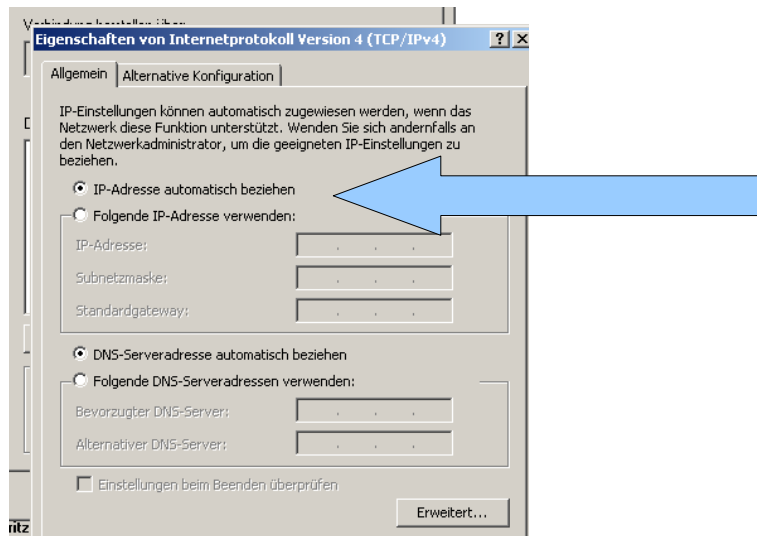 Eigenschaften von Internetprotokoll Version 4 (TCP/IPv4)
Allgemein
Alternative Konfiguration
IP-Einstellungen können automatisch zugewiesen werden, wenn das
Netzwerk diese Funktion unterstützt. Wenden Sie sich andernfalls an
den Netzwerkadministrator, um die geeigneten IP-Einstellungen zu
beziehen.
IP-Adresse automatisch beziehen
Folgende IP-Adresse verwenden:
IP-Adresse:
Subnetzmaske:
Standardgateway:
DNS-Serveradresse automatisch beziehen
Folgende DNS-Serveradressen verwenden:
Bevorzugter DNS-Server:
Alternativer DNS-Server:
Einstellungen beim Beenden überprüfen
Erweitert...
ritz